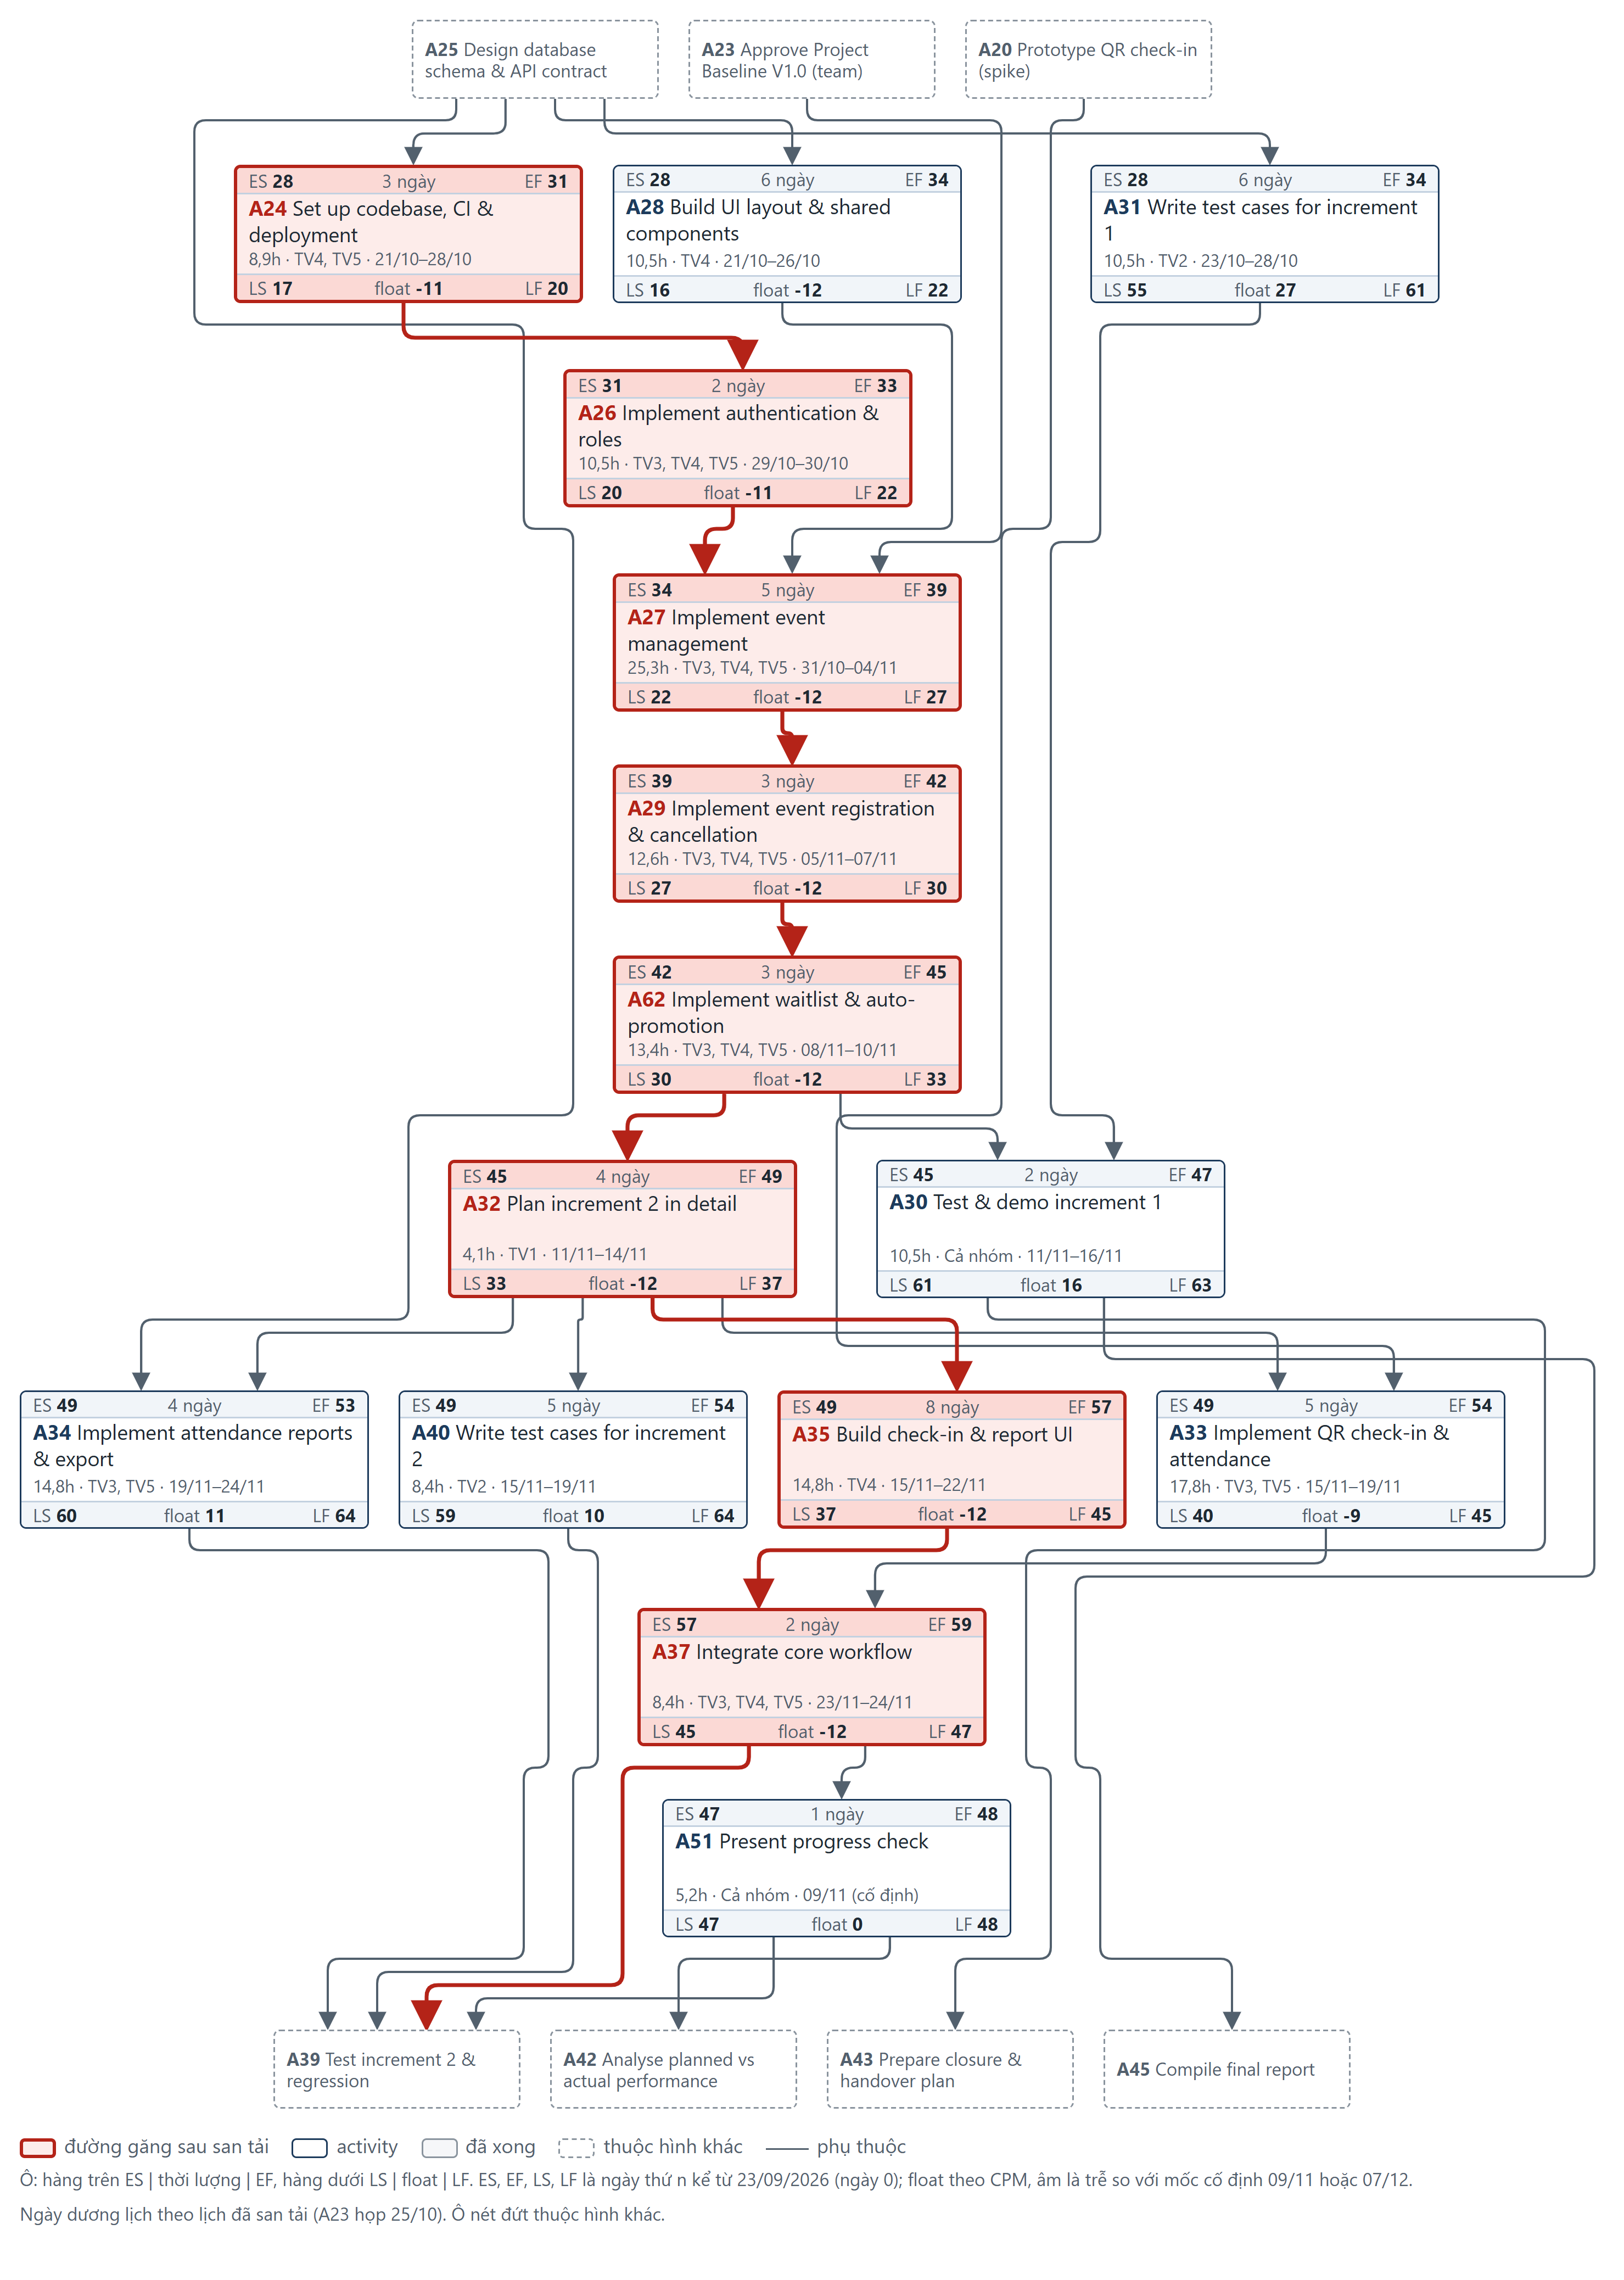 A25 Design database
schema & API contract
A23 Approve Project
Baseline V1.0 (team)
A20 Prototype QR check-in
(spike)
ES 28 3 ngày EF 31
A24 Set up codebase, CI &
deployment
8,9h · TV4, TV5 · 21/10–28/10
LS 17 float -11 LF 20
ES 28 6 ngày EF 34
A28 Build UI layout & shared
components
10,5h · TV4 · 21/10–26/10
LS 16 float -12 LF 22
ES 28 6 ngày EF 34
A31 Write test cases for increment
1
10,5h · TV2 · 23/10–28/10
LS 55 float 27 LF 61
ES 31 2 ngày EF 33
A26 Implement authentication &
roles
10,5h · TV3, TV4, TV5 · 29/10–30/10
LS 20 float -11 LF 22
ES 34 5 ngày EF 39
A27 Implement event
management
25,3h · TV3, TV4, TV5 · 31/10–04/11
LS 22 float -12 LF 27
ES 39 3 ngày EF 42
A29 Implement event registration
& cancellation
12,6h · TV3, TV4, TV5 · 05/11–07/11
LS 27 float -12 LF 30
ES 42 3 ngày EF 45
A62 Implement waitlist & auto-
promotion
13,4h · TV3, TV4, TV5 · 08/11–10/11
LS 30 float -12 LF 33
ES 45 4 ngày EF 49
A32 Plan increment 2 in detail
4,1h · TV1 · 11/11–14/11
LS 33 float -12 LF 37
ES 45 2 ngày EF 47
A30 Test & demo increment 1
10,5h · Cả nhóm · 11/11–16/11
LS 61 float 16 LF 63
ES 49 4 ngày EF 53
A34 Implement attendance reports
& export
14,8h · TV3, TV5 · 19/11–24/11
LS 60 float 11 LF 64
ES 49 5 ngày EF 54
A40 Write test cases for increment
2
8,4h · TV2 · 15/11–19/11
LS 59 float 10 LF 64
ES 49 8 ngày EF 57
A35 Build check-in & report UI
14,8h · TV4 · 15/11–22/11
LS 37 float -12 LF 45
ES 49 5 ngày EF 54
A33 Implement QR check-in &
attendance
17,8h · TV3, TV5 · 15/11–19/11
LS 40 float -9 LF 45
ES 57 2 ngày EF 59
A37 Integrate core workflow
8,4h · TV3, TV4, TV5 · 23/11–24/11
LS 45 float -12 LF 47
ES 47 1 ngày EF 48
A51 Present progress check
5,2h · Cả nhóm · 09/11 (cố định)
LS 47 float 0 LF 48
A39 Test increment 2 &
regression
A42 Analyse planned vs
actual performance
A43 Prepare closure &
handover plan
A45 Compile final report
đường găng sau san tải activity đã xong thuộc hình khác phụ thuộc
Ô: hàng trên ES | thời lượng | EF, hàng dưới LS | float | LF. ES, EF, LS, LF là ngày thứ n kể từ 23/09/2026 (ngày 0); float theo CPM, âm là trễ so với mốc cố định 09/11 hoặc 07/12.
Ngày dương lịch theo lịch đã san tải (A23 họp 25/10). Ô nét đứt thuộc hình khác.